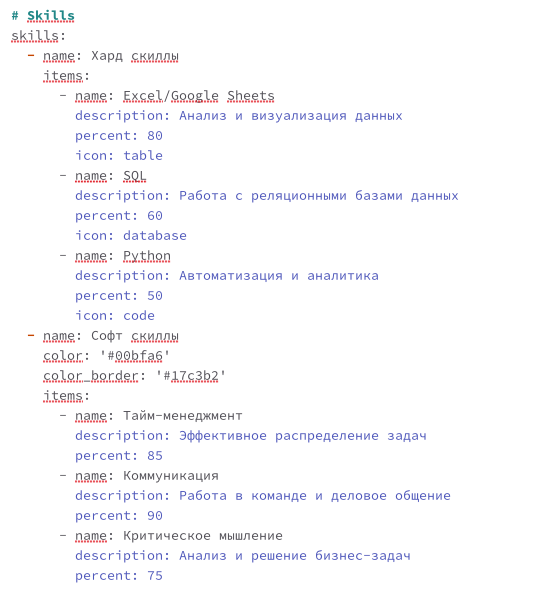 # Skills
skills:
  - name: Хард скиллы
    items:
      - name: Excel/Google Sheets
        description: Анализ и визуализация данных
        percent: 80
        icon: table
      - name: SQL
        description: Работа с реляционными базами данных
        percent: 60
        icon: database
      - name: Python
        description: Автоматизация и аналитика
        percent: 50
        icon: code
  - name: Софт скиллы
    color: '#00bfa6'
    color_border: '#17c3b2'
    items:
      - name: Тайм-менеджмент
        description: Эффективное распределение задач
        percent: 85
      - name: Коммуникация
        description: Работа в команде и деловое общение
        percent: 90
      - name: Критическое мышление
        description: Анализ и решение бизнес-задач
        percent: 75